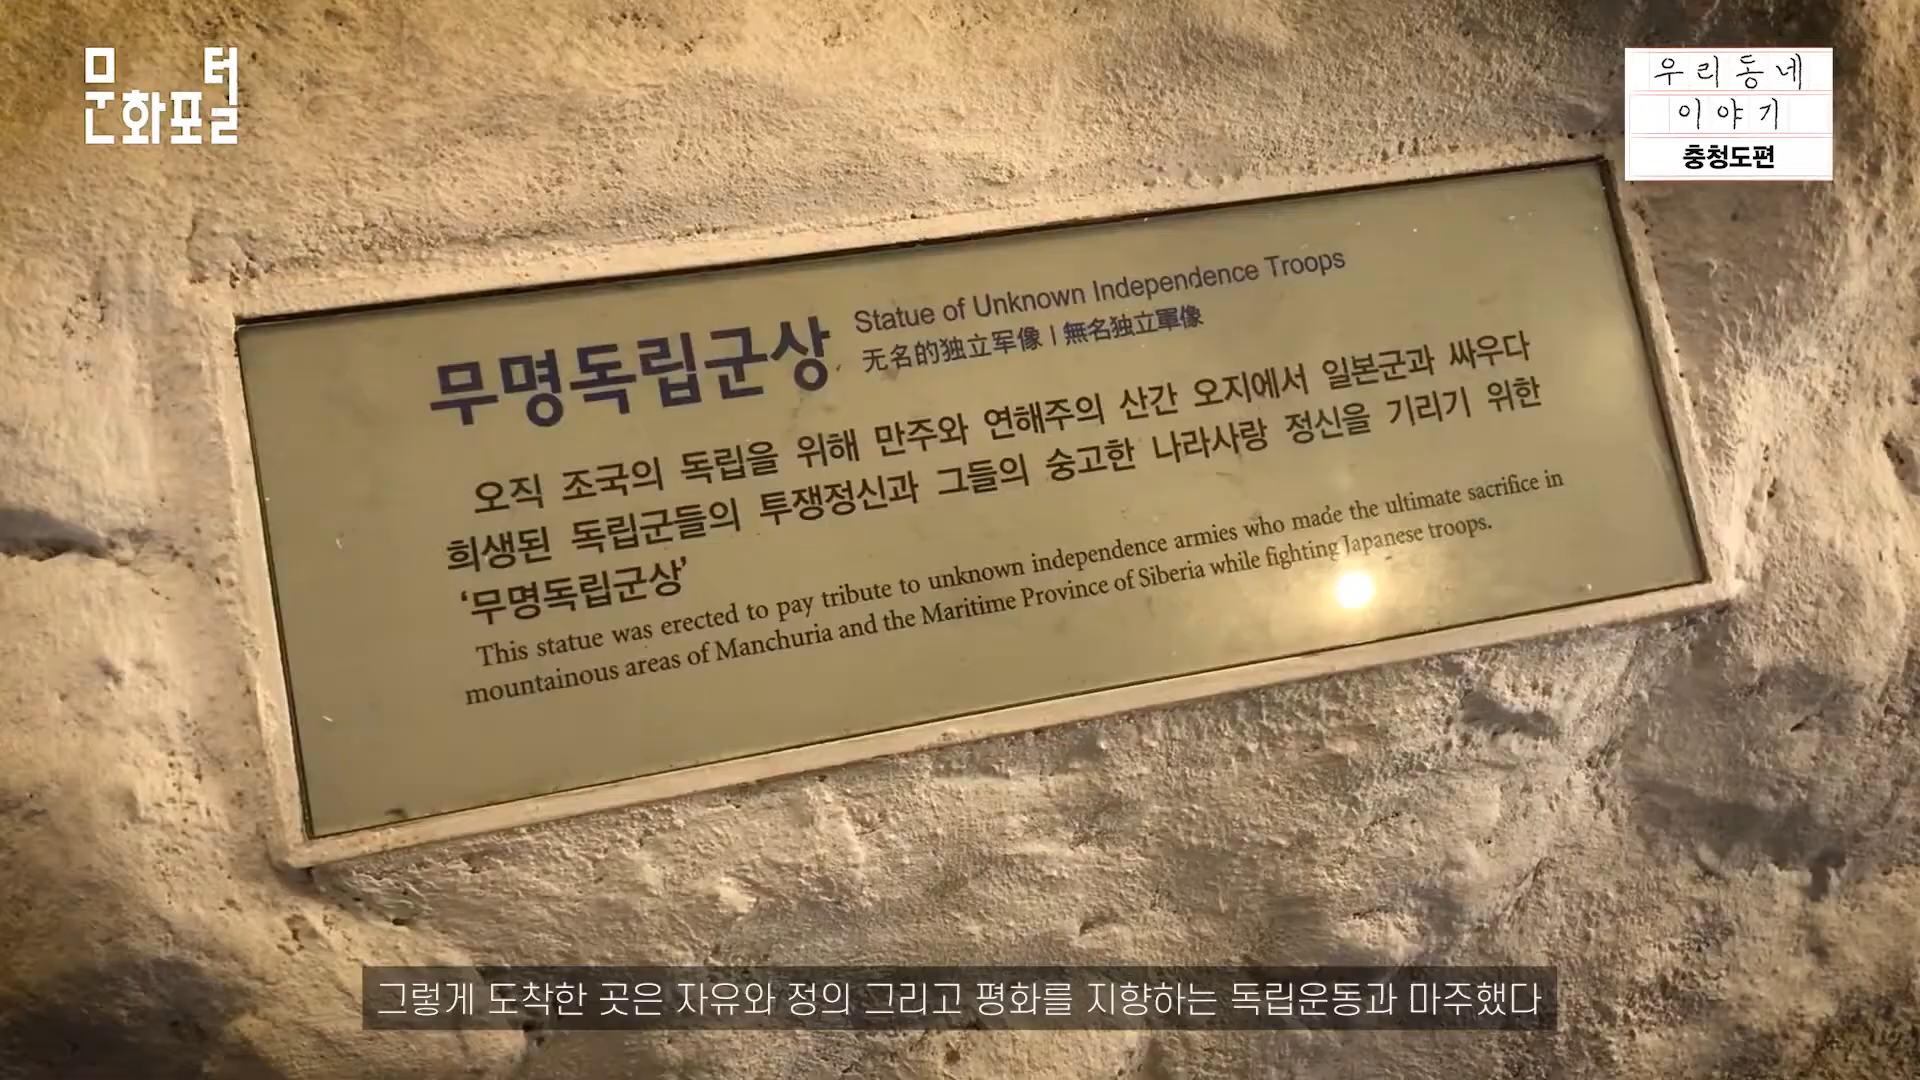 문화포털
우리동네
이야기
충청도편
무명독립군상
Statue of Unknown Independence Troops
无名的独立军像 | 無名独立軍像
오직 조국의 독립을 위해 만주와 연해주의 산간 오지에서 일본군과 싸우다
희생된 독립군들의 투쟁정신과 그들의 숭고한 나라사랑 정신을 기리기 위한
‘무명독립군상’
This statue was erected to pay tribute to unknown independence armies who made the ultimate sacrifice in
mountainous areas of Manchuria and the Maritime Province of Siberia while fighting Japanese troops.
그렇게 도착한 곳은 자유와 정의 그리고 평화를 지향하는 독립운동과 마주했다